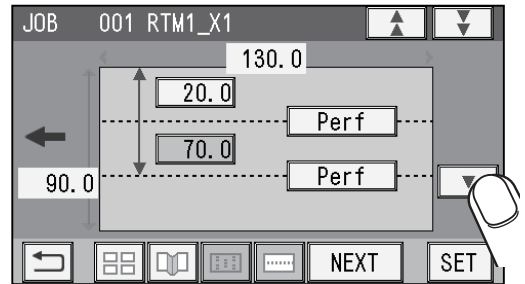 JOB 001 RTM1_X1
130.0
20.0
Perf
70.0
Perf
90.0
NEXT
SET